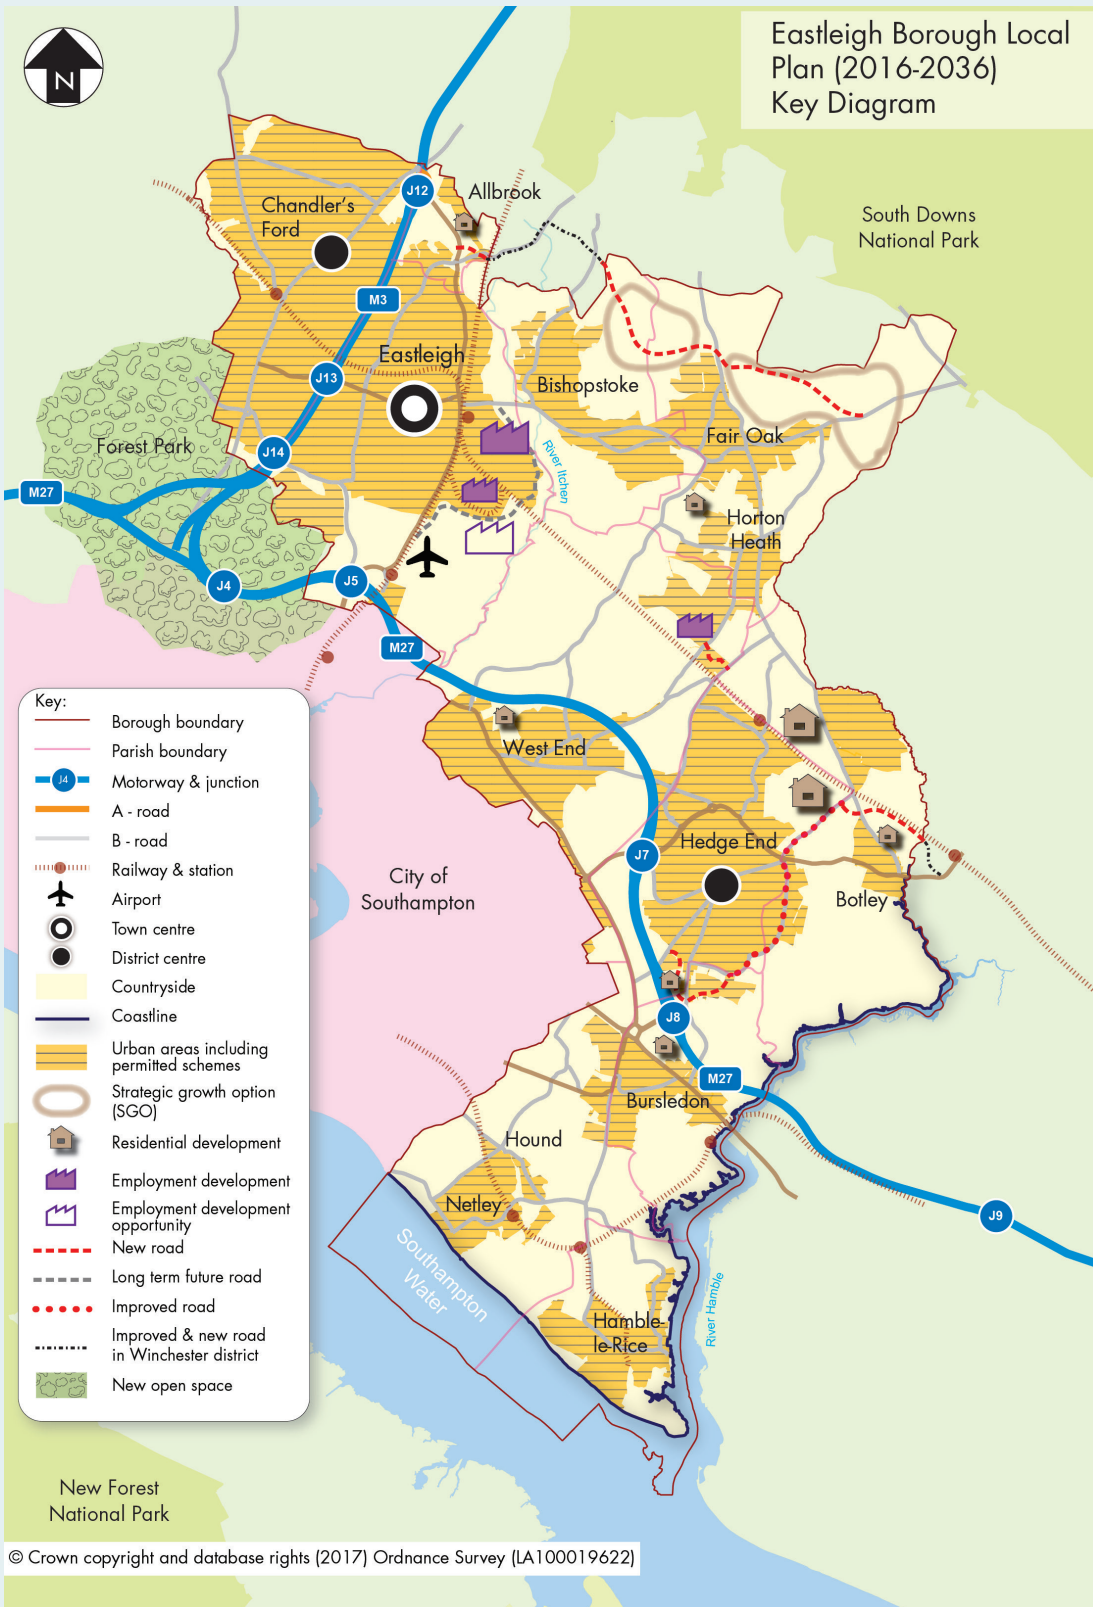 Eastleigh Borough Local
Plan (2016-2036)
Key Diagram
N
J12
Allbrook
Chandler's
Ford
South Downs
National Park
M3
Eastleigh
J13
Bishopstoke
Fair Oak
Forest Park
J14
River Itchen
M27
Horton
Heath
J4
J5
M27
West End
Hedge End
J7
City of
Southampton
Botley
J8
M27
Bursledon
Hound
Netley
J9
Southampton
Water
River Hamble
Hamble-
le-Rice
Key:
Borough boundary
Parish boundary
J4
Motorway & junction
A - road
B - road
Railway & station
Airport
Town centre
District centre
Countryside
Coastline
Urban areas including
permitted schemes
Strategic growth option
(SGO)
Residential development
Employment development
Employment development
opportunity
New road
Long term future road
Improved road
Improved & new road
in Winchester district
New open space
New Forest
National Park
© Crown copyright and database rights (2017) Ordnance Survey (LA100019622)